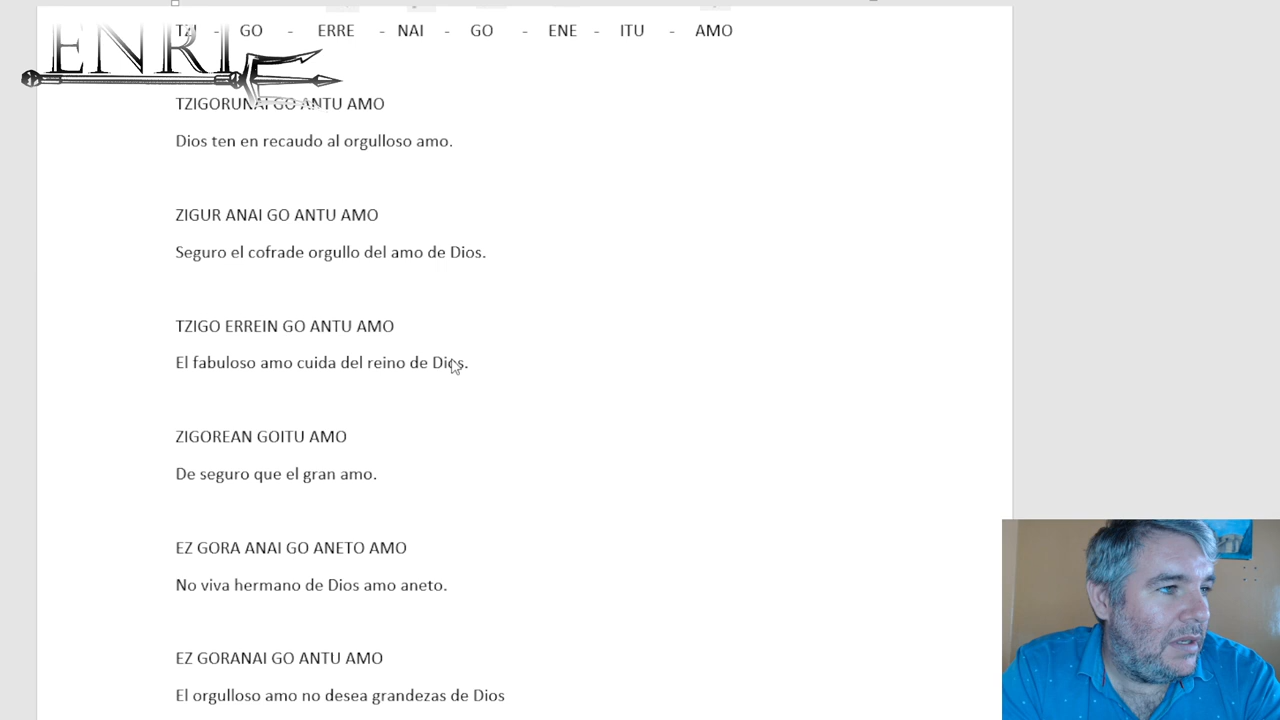 TZI - GO - ERRE - NAI - GO - ENE - ITU - AMO
ENRI
TZIGORUNAI GO ANTU AMO
Dios ten en recaudo al orgulloso amo.
ZIGUR ANAI GO ANTU AMO
Seguro el cofrade orgullo del amo de Dios.
TZIGO ERREIN GO ANTU AMO
El fabuloso amo cuida del reino de Dios.
ZIGOREAN GOITU AMO
De seguro que el gran amo.
EZ GORA ANAI GO ANETO AMO
No viva hermano de Dios amo aneto.
EZ GORANAI GO ANTU AMO
El orgulloso amo no desea grandezas de Dios